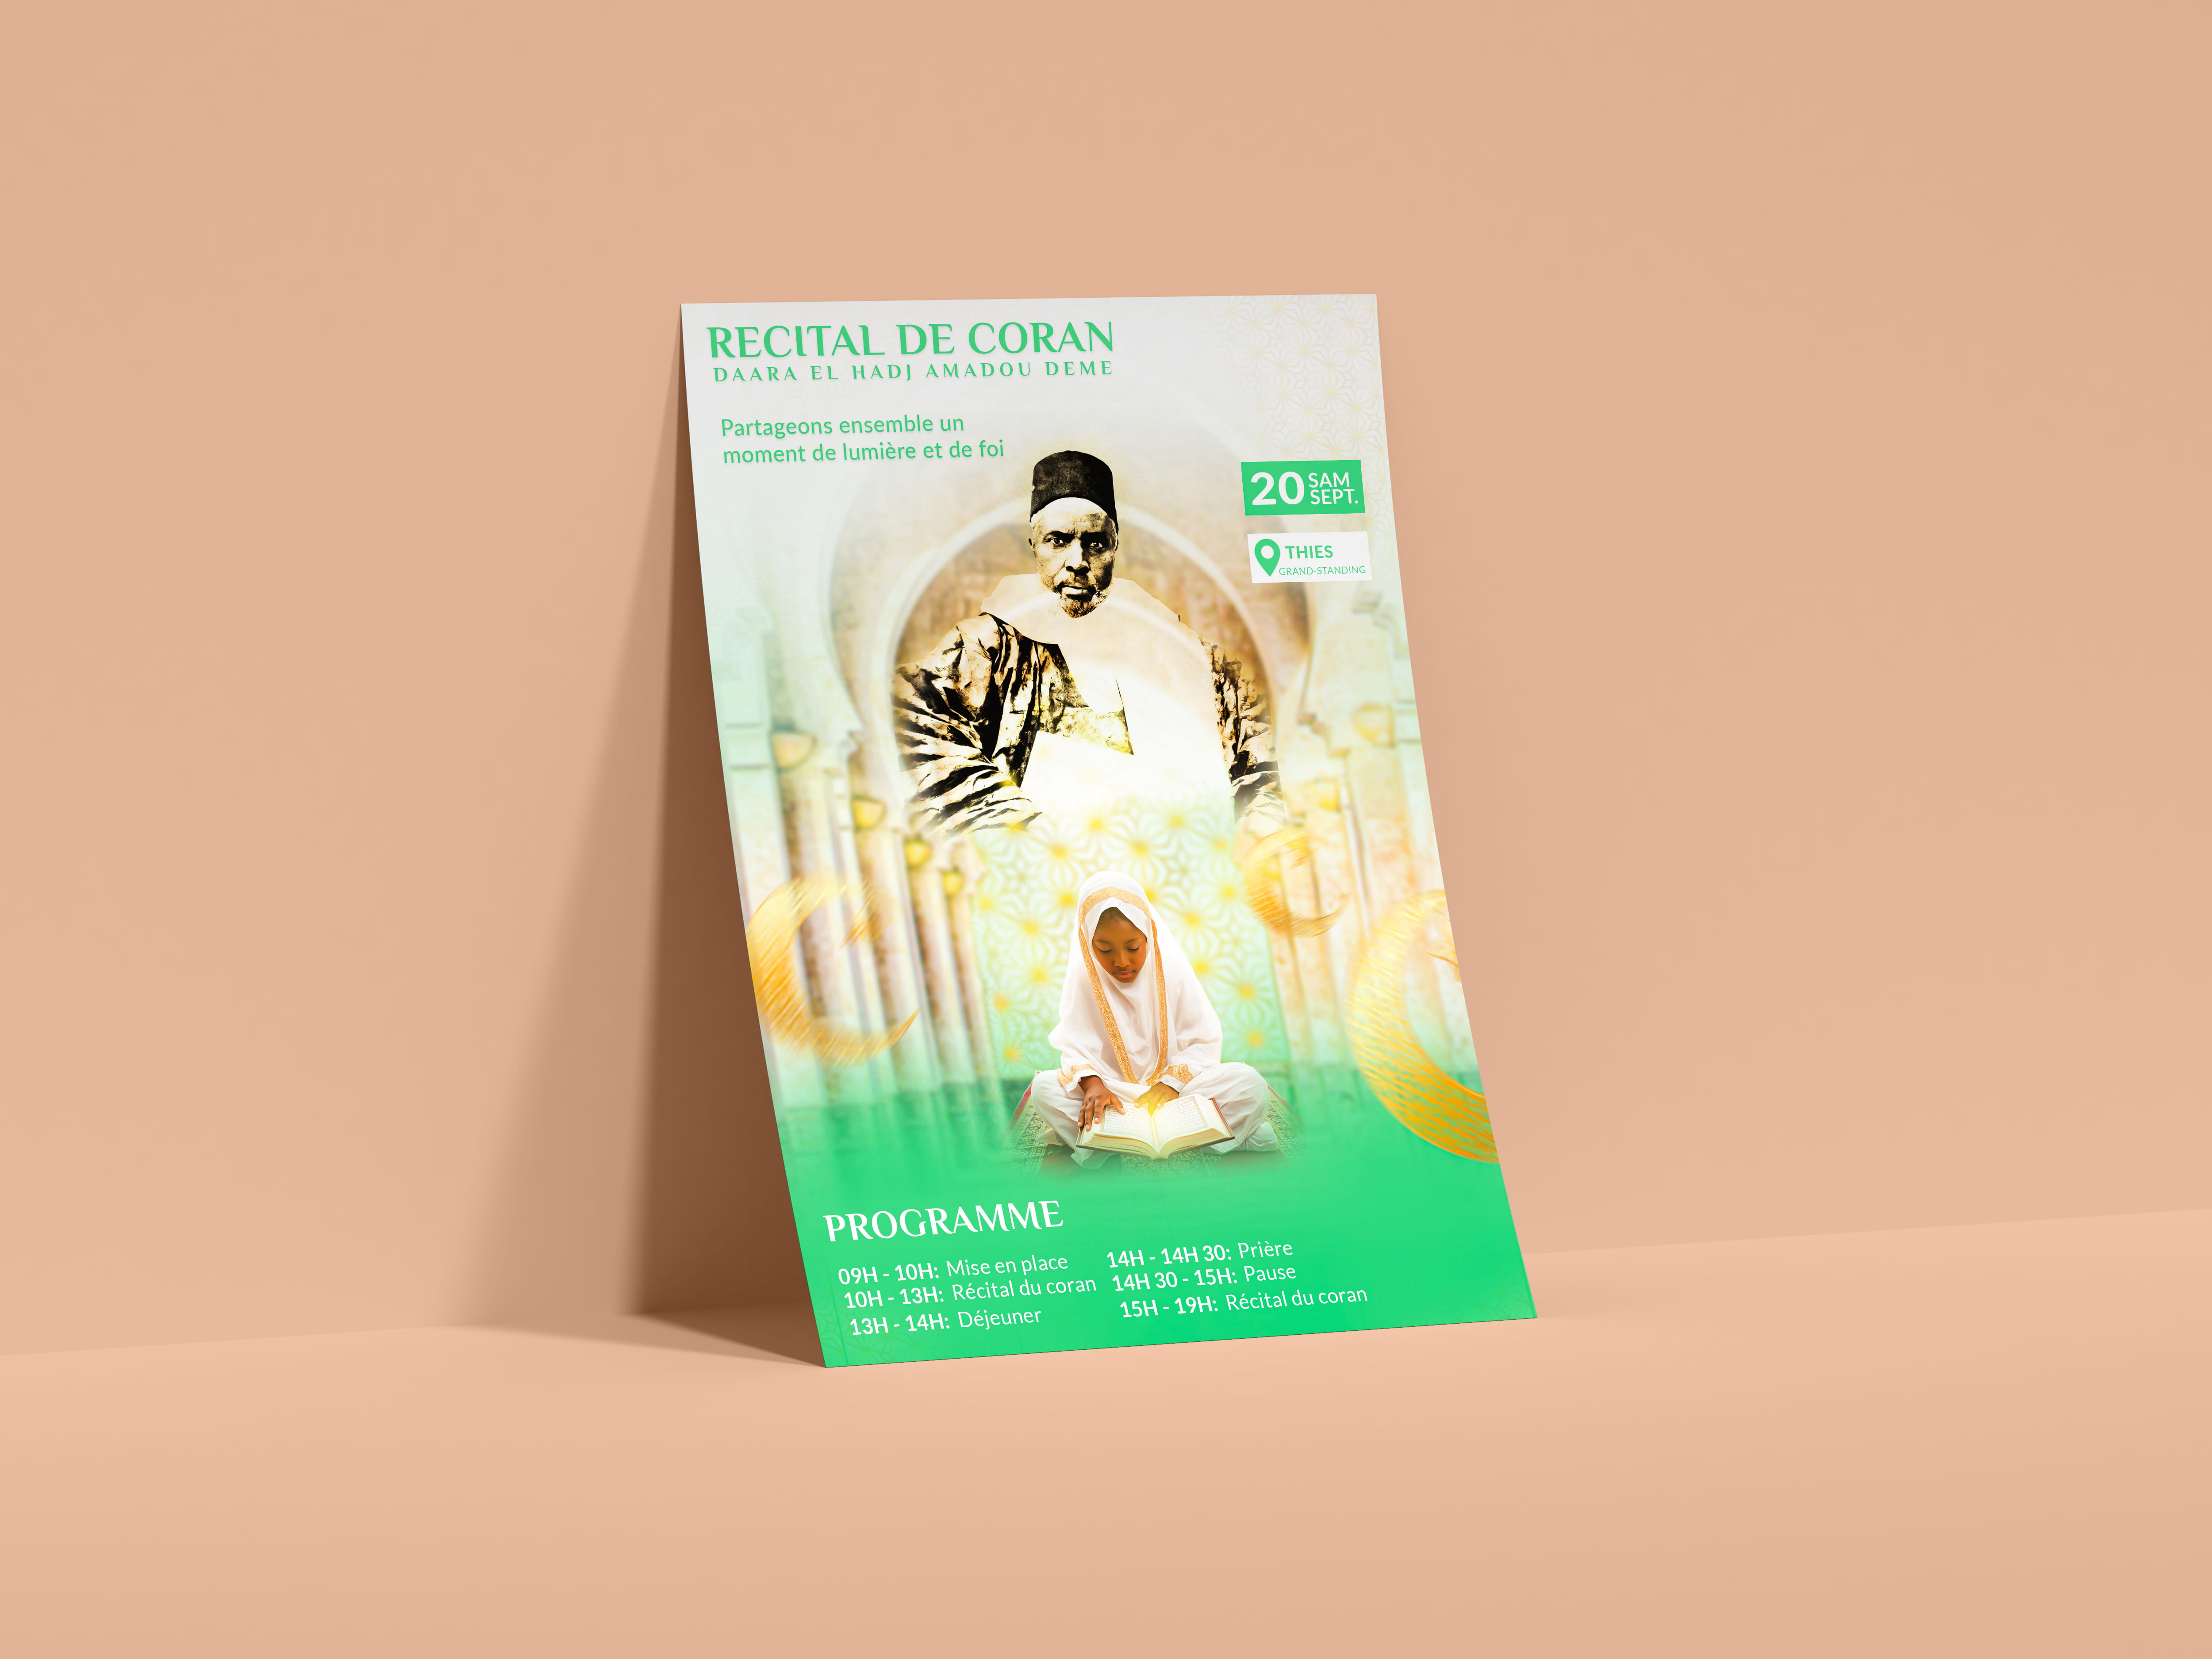 RECITAL DE CORAN
DAARA EL HADJ AMADOU DEME
Partageons ensemble un
moment de lumière et de foi
20 SAM
SEPT.
THIES
GRAND-STANDING
PROGRAMME
09H - 10H: Mise en place
10H - 13H: Récital du coran
13H - 14H: Déjeuner
14H - 14H 30: Prière
14H 30 - 15H: Pause
15H - 19H: Récital du coran